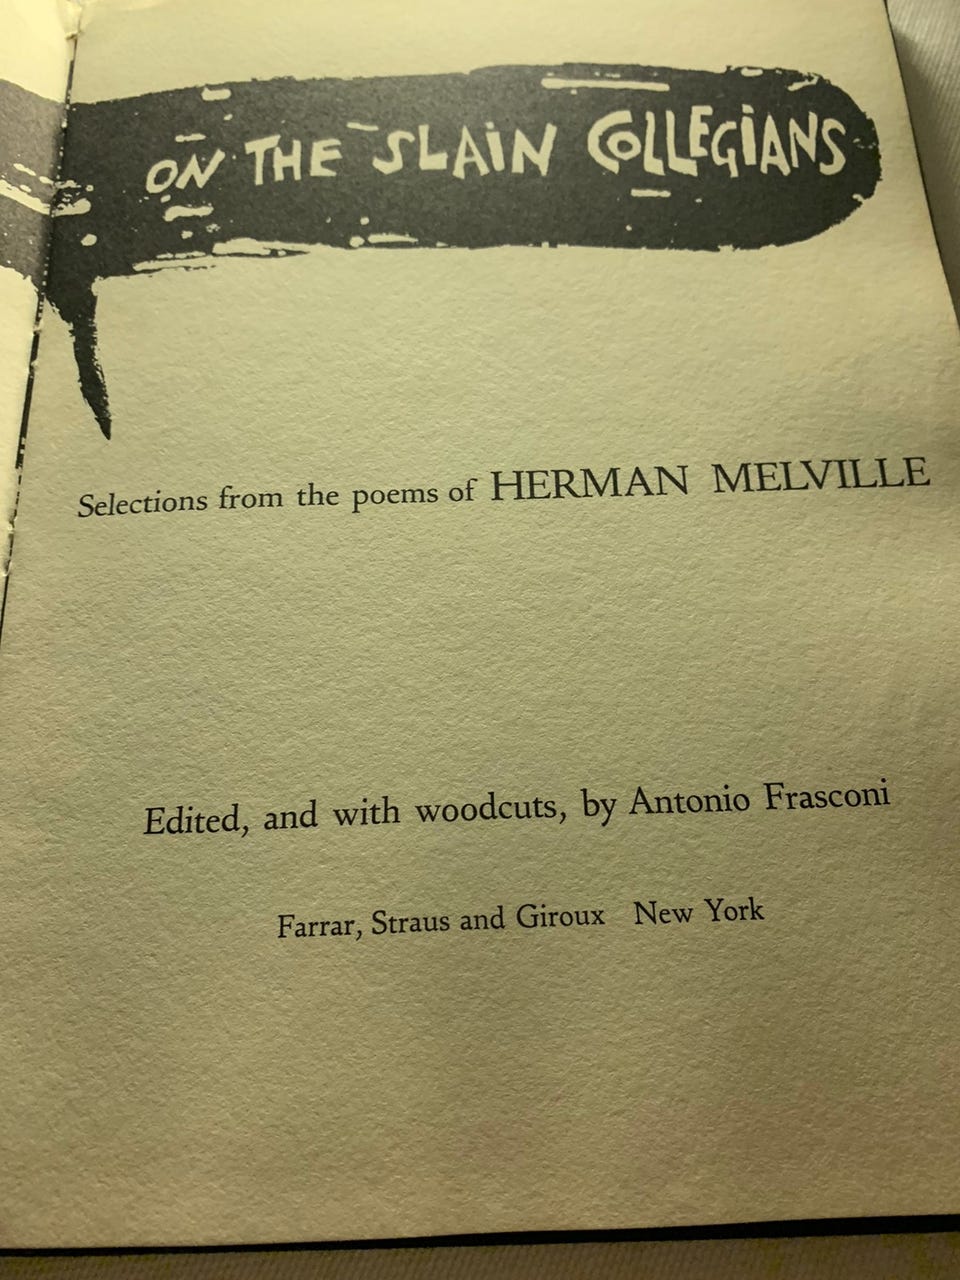 ON THE SLAiN COLLEGiANS
Selections from the poems of HERMAN MELVILLE
Edited, and with woodcuts, by Antonio Frasconi
Farrar, Straus and Giroux New York